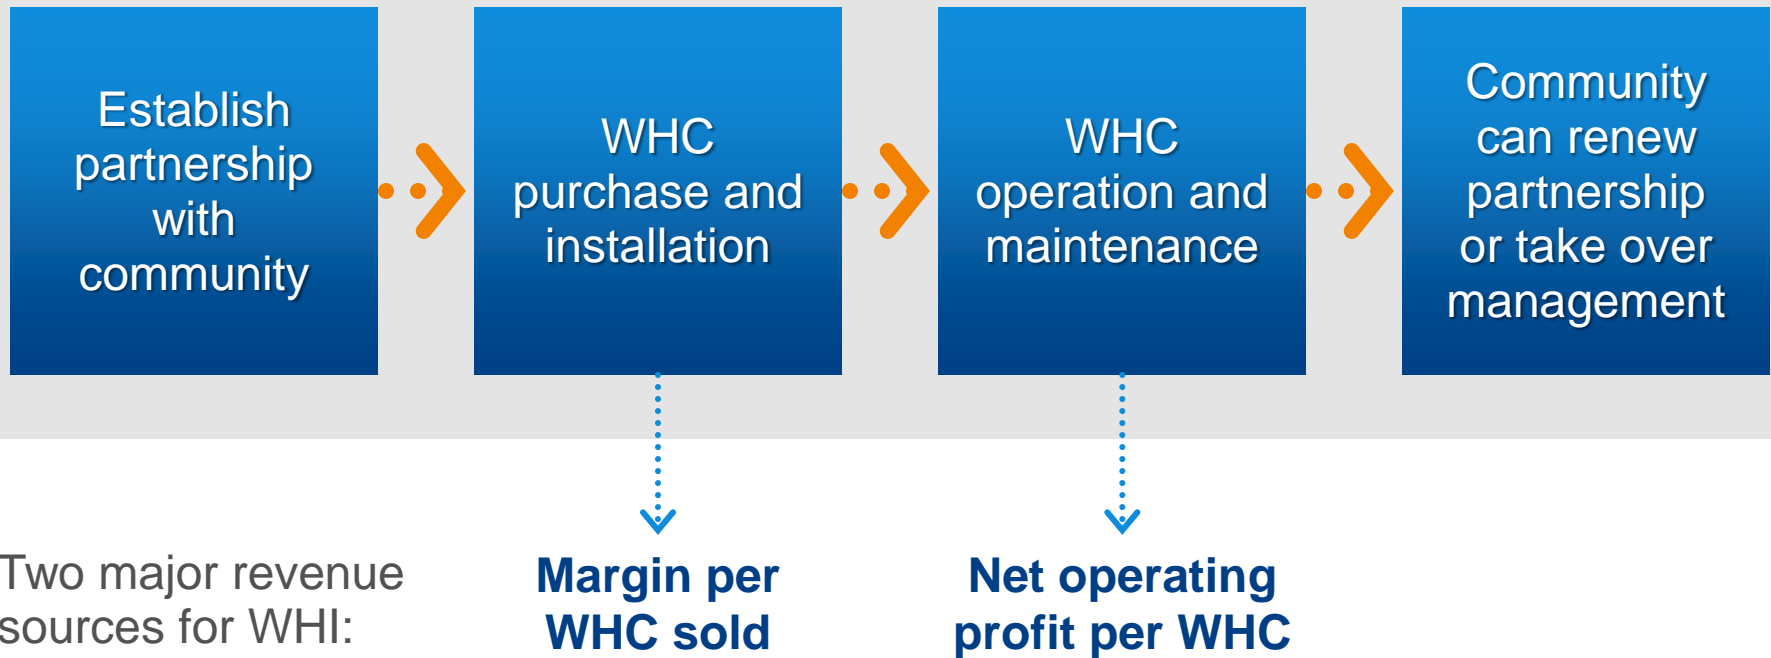 Establish
partnership
with
community
WHC
purchase and
installation
WHC
operation and
maintenance
Community
can renew
partnership
or take over
management
Two major revenue
sources for WHI:
Margin per
WHC sold
Net operating
profit per WHC